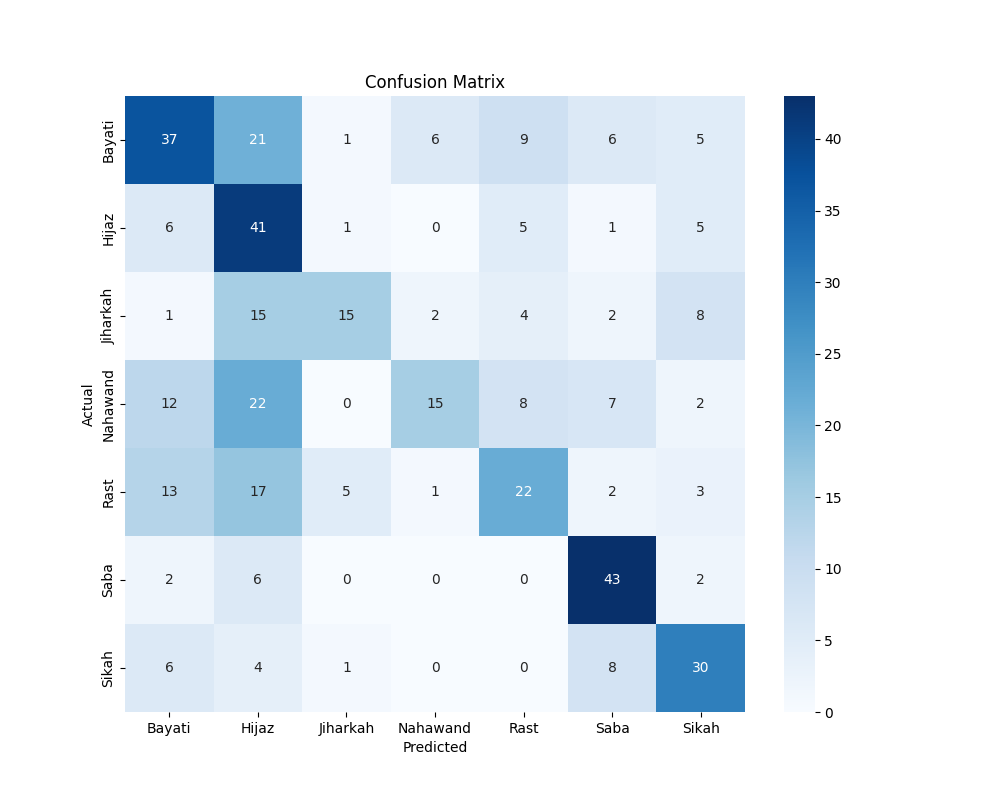 Confusion Matrix
Bayati 37 21 1 6 9 6 5
Hijaz 6 41 1 0 5 1 5
Jiharkah 1 15 15 2 4 2 8
Nahawand 12 22 0 15 8 7 2
Rast 13 17 5 1 22 2 3
Saba 2 6 0 0 0 43 2
Sikah 6 4 1 0 0 8 30
Actual
Bayati Hijaz Jiharkah Nahawand Rast Saba Sikah
Predicted
40
35
30
25
20
15
10
5
0